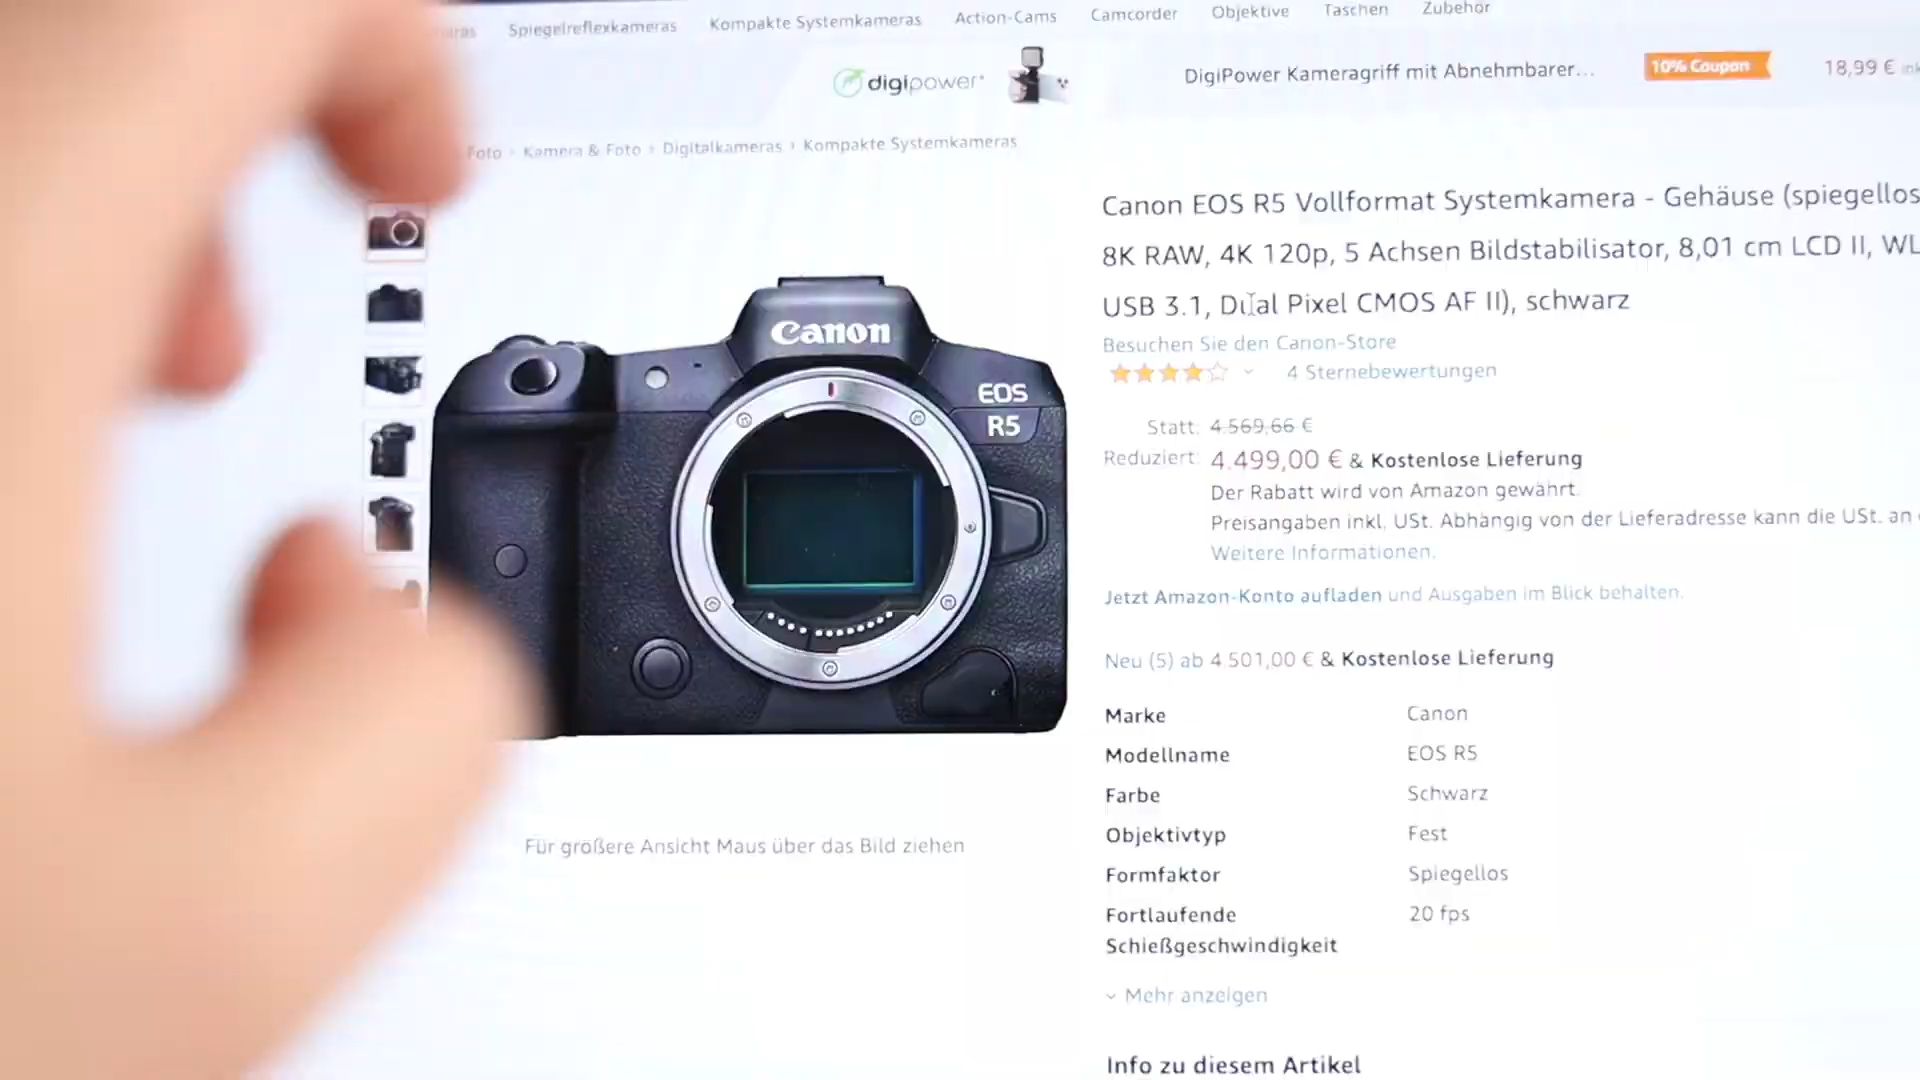 Spiegelreflexkameras Kompakte Systemkameras Action-Cams Camcorder Objektive Taschen Zubehör
digipower DigiPower Kameragriff mit Abnehmbarer... 10% Coupon 18,99 €
Foto › Kamera & Foto › Digitalkameras › Kompakte Systemkameras
Canon EOS R5 Vollformat Systemkamera - Gehäuse (spiegellos
8K RAW, 4K 120p, 5 Achsen Bildstabilisator, 8,01 cm LCD II, WL
USB 3.1, Dual Pixel CMOS AF II), schwarz
Besuchen Sie den Canon-Store
4 Sternebewertungen
Canon
EOS
R5
Statt: 4.569,66 €
Reduziert: 4.499,00 € & Kostenlose Lieferung
Der Rabatt wird von Amazon gewährt.
Preisangaben inkl. USt. Abhängig von der Lieferadresse kann die USt. an
Weitere Informationen.
Jetzt Amazon-Konto aufladen und Ausgaben im Blick behalten.
Neu (5) ab 4.501,00 € & Kostenlose Lieferung
Marke Canon
Modellname EOS R5
Farbe Schwarz
Objektivtyp Fest
Formfaktor Spiegellos
Fortlaufende 20 fps
Schießgeschwindigkeit
Mehr anzeigen
Info zu diesem Artikel
Für größere Ansicht Maus über das Bild ziehen